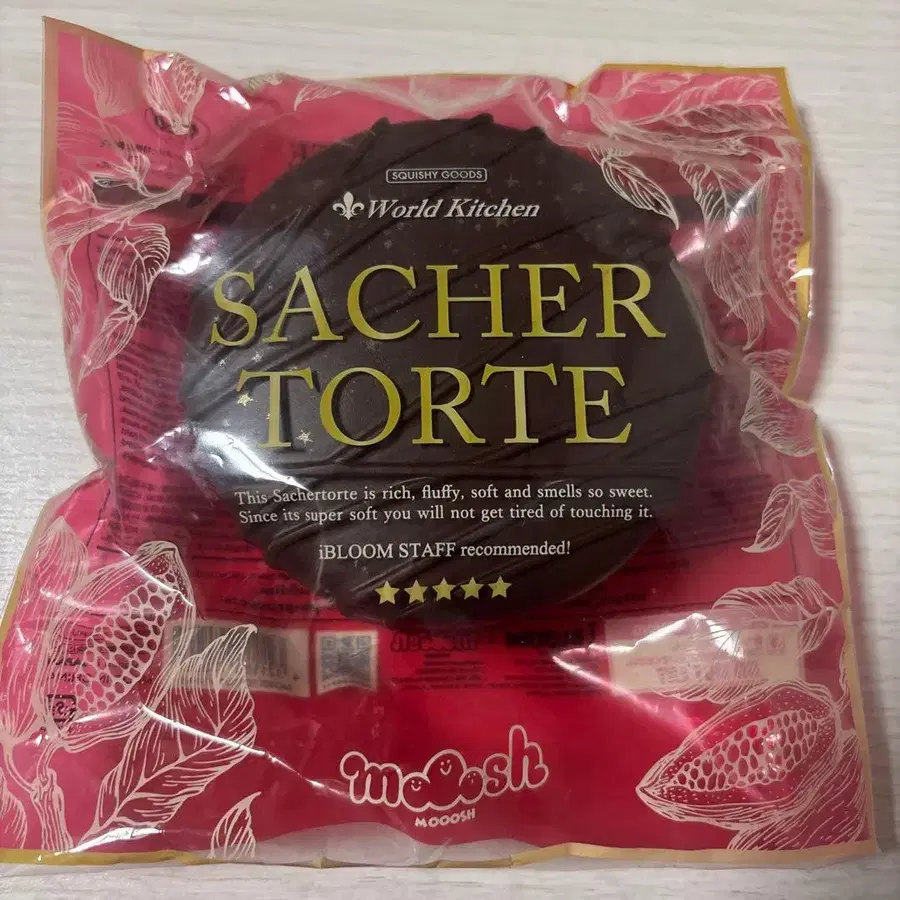 SQUISHY GOODS
World Kitchen
SACHER
TORTE
This Sachertorte is rich, fluffy, soft and smells so sweet.
Since its super soft you will not get tired of touching it.
iBLOOM STAFF recommended!
moOosh
MOOOSH